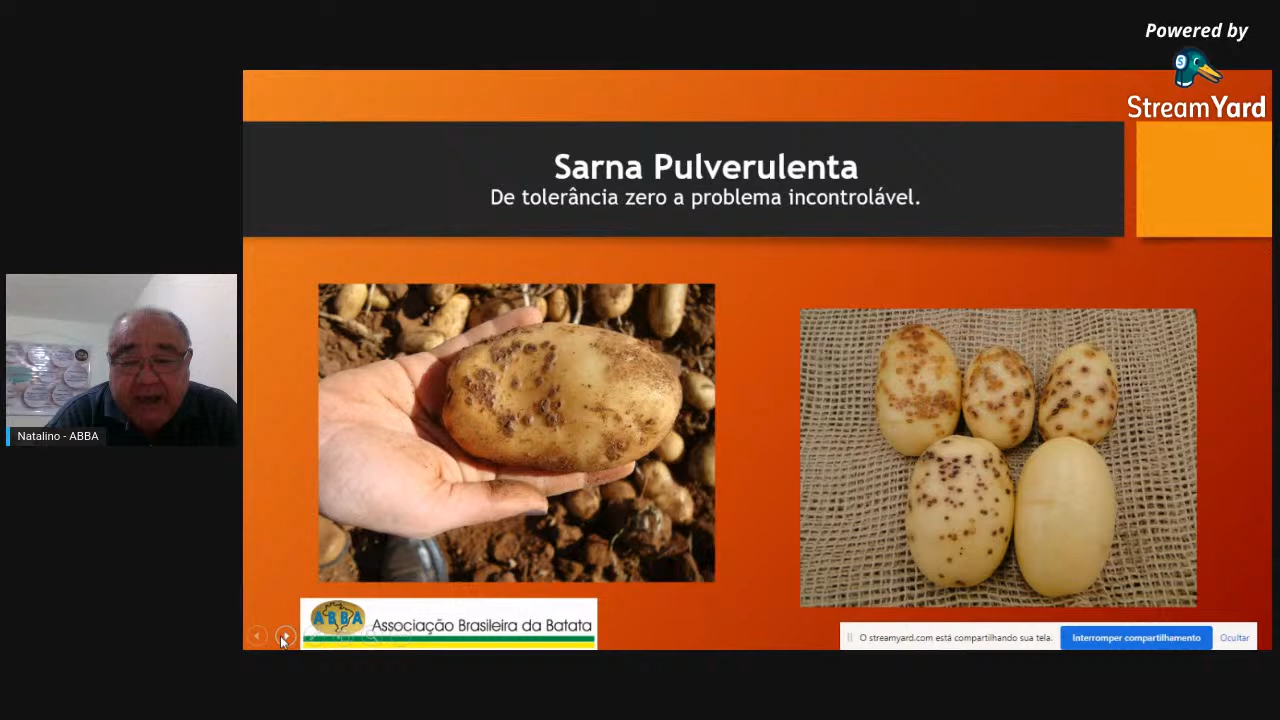 Powered by
StreamYard
Sarna Pulverulenta
De tolerância zero a problema incontrolável.
Natalino - ABBA
ABBA
Associação Brasileira da Batata
O streamyard.com está compartilhando sua tela.
Interromper compartilhamento
Ocultar